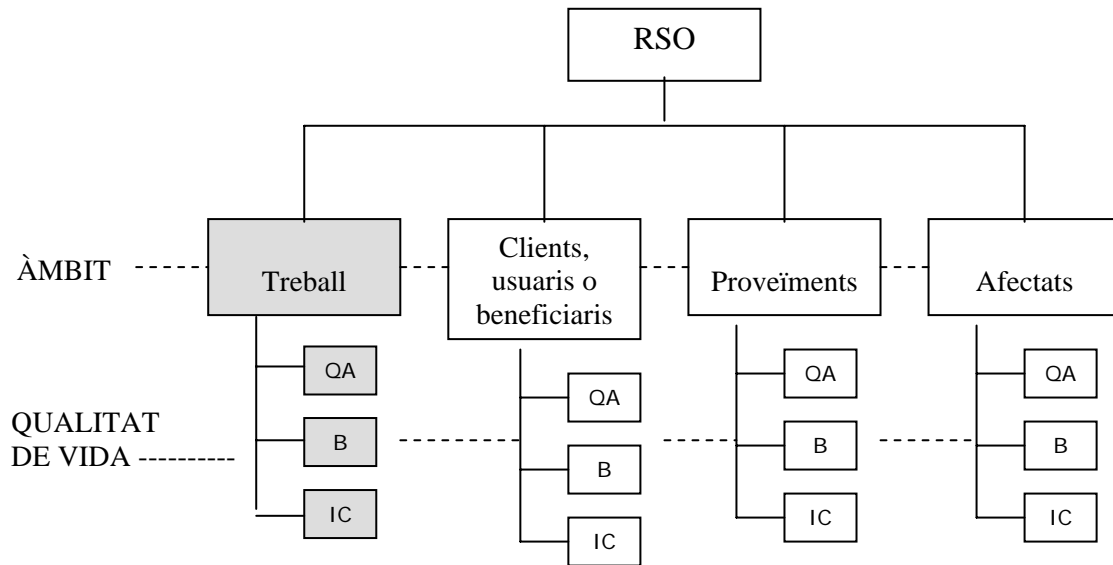 RSO
ÀMBIT
Treball
Clients,
usuaris o
beneficiaris
Proveïments
Afectats
QUALITAT
DE VIDA
QA
B
IC
QA
B
IC
QA
B
IC
QA
B
IC